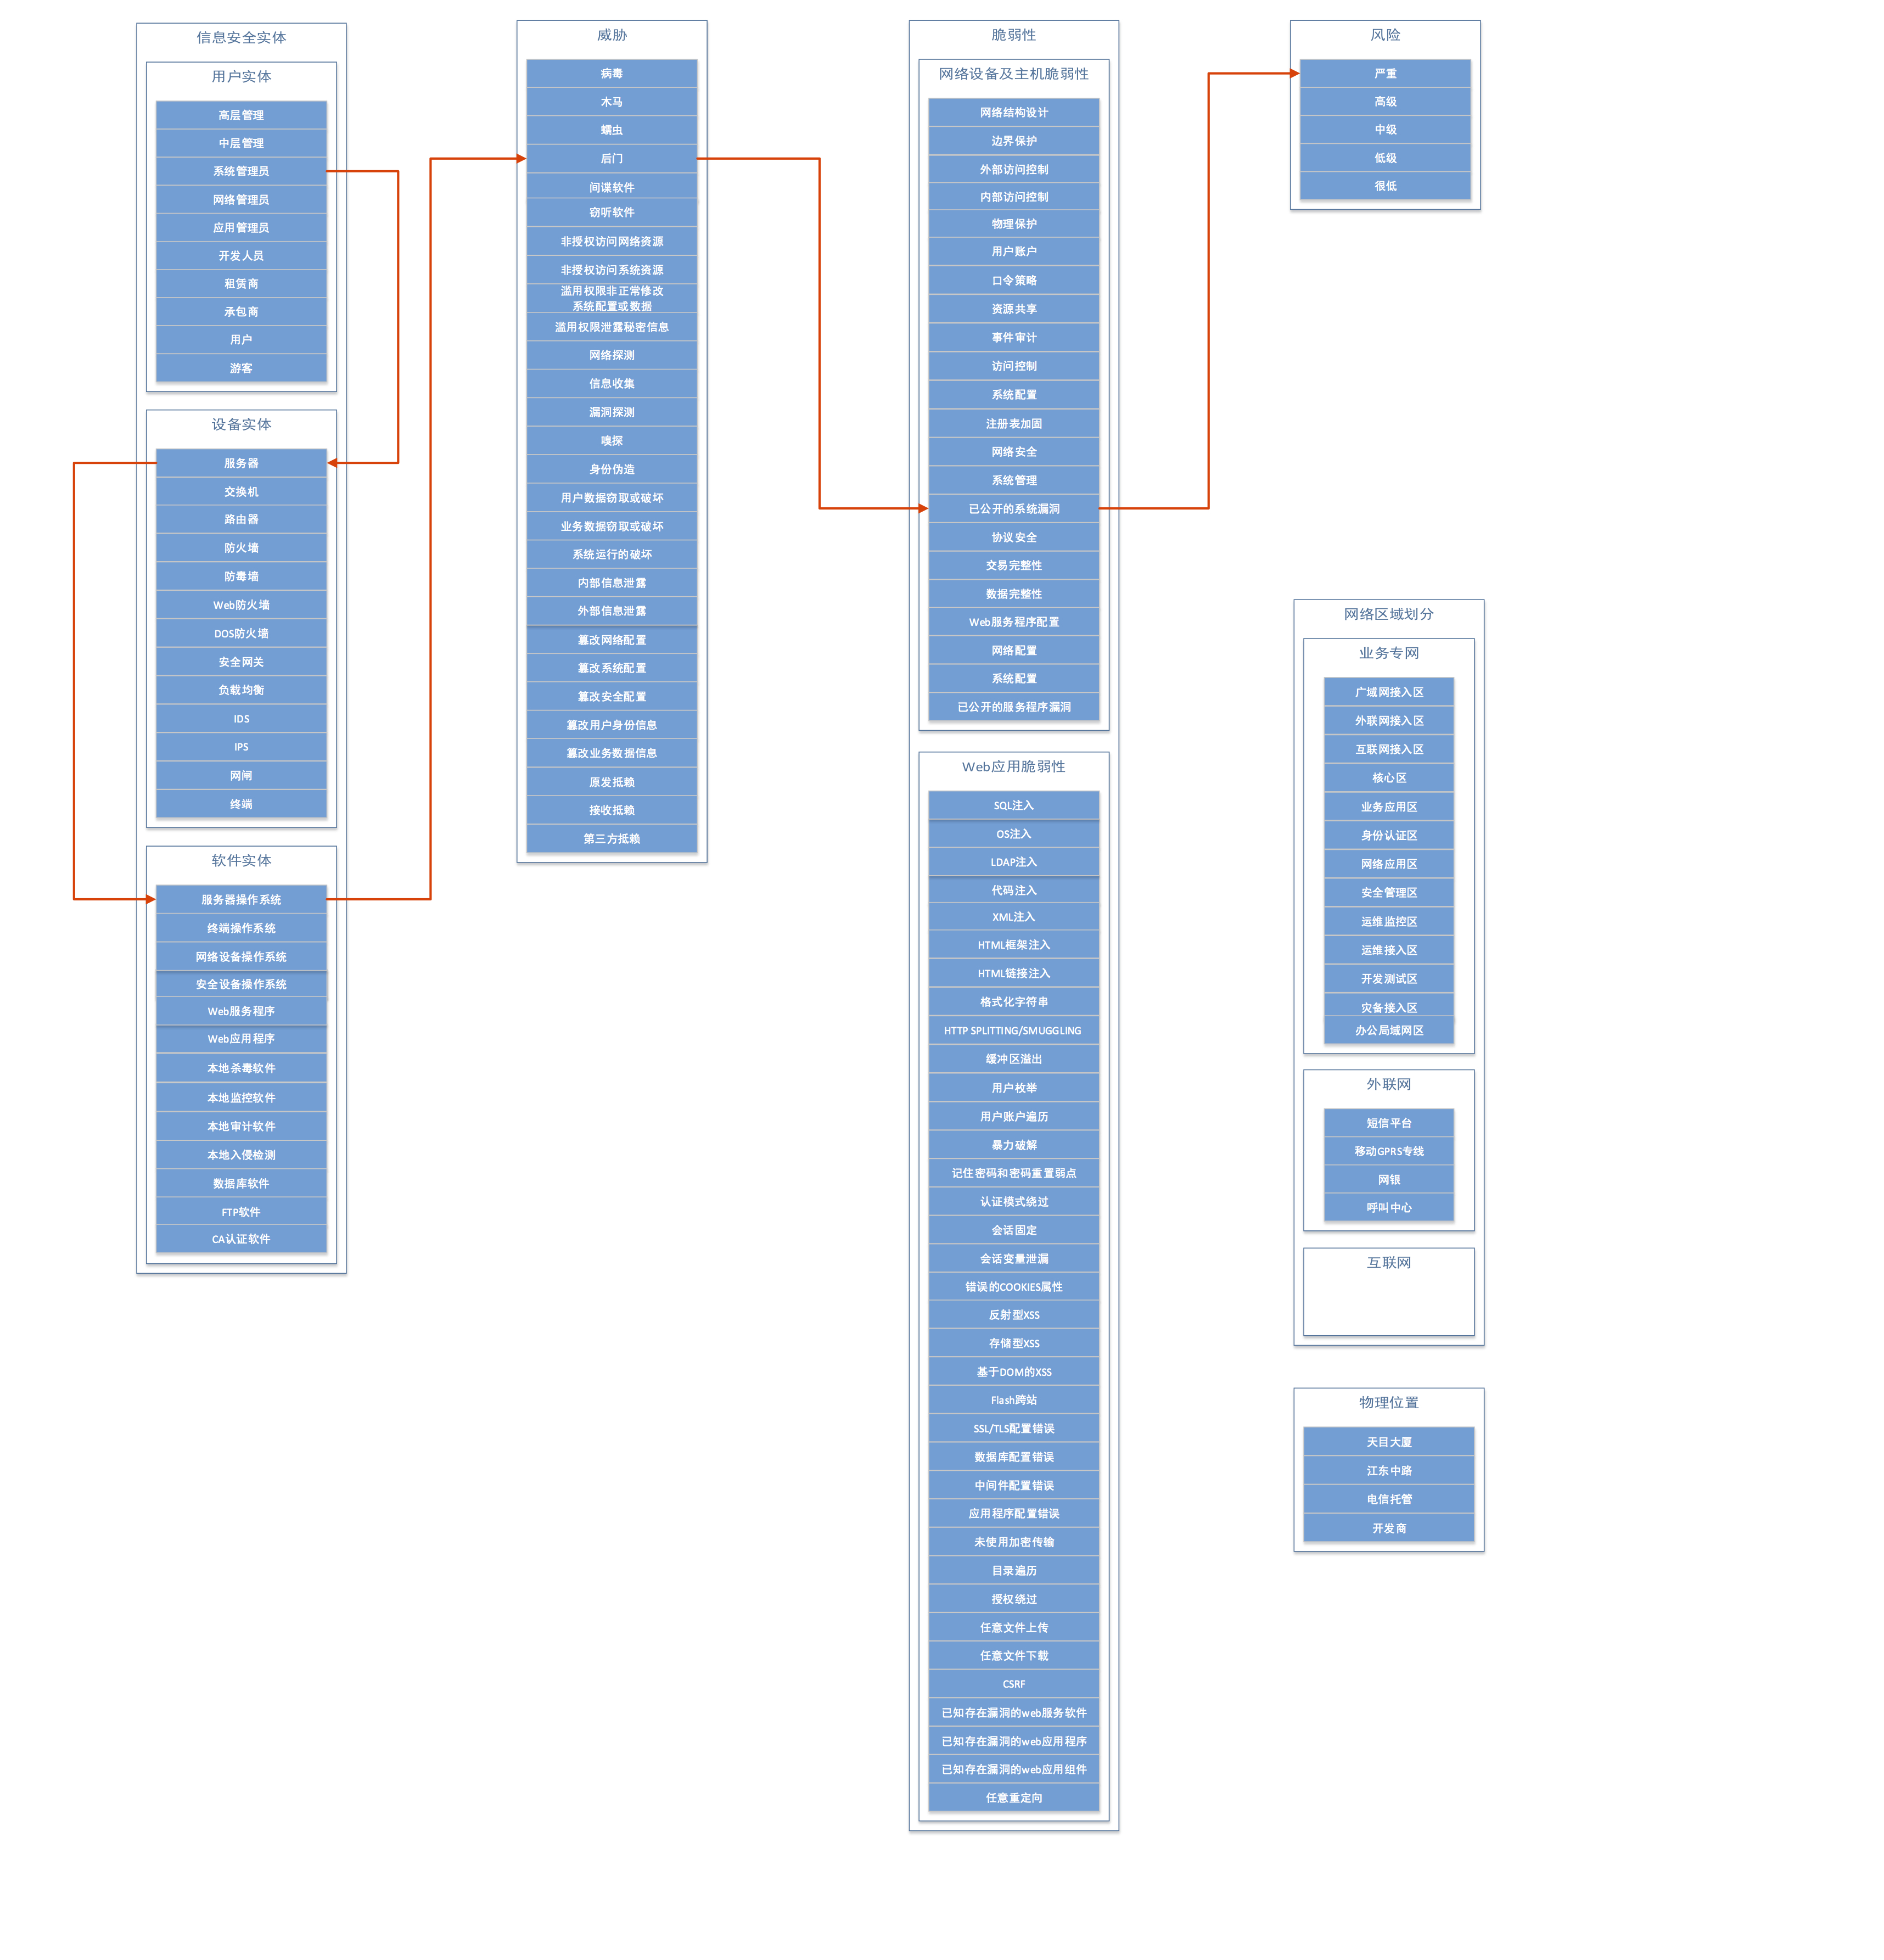 信息安全实体
用户实体
高层管理
中层管理
系统管理员
网络管理员
应用管理员
开发人员
租赁商
承包商
用户
游客
设备实体
服务器
交换机
路由器
防火墙
防毒墙
Web防火墙
DOS防火墙
安全网关
负载均衡
IDS
IPS
网闸
终端
软件实体
服务器操作系统
终端操作系统
网络设备操作系统
安全设备操作系统
Web服务程序
Web应用程序
本地杀毒软件
本地监控软件
本地审计软件
本地入侵检测
数据库软件
FTP软件
CA认证软件
威胁
病毒
木马
蠕虫
后门
间谍软件
窃听软件
非授权访问网络资源
非授权访问系统资源
滥用权限非正常修改
系统配置或数据
滥用权限泄露秘密信息
网络探测
信息收集
漏洞探测
嗅探
身份伪造
用户数据窃取或破坏
业务数据窃取或破坏
系统运行的破坏
内部信息泄露
外部信息泄露
篡改网络配置
篡改系统配置
篡改安全配置
篡改用户身份信息
篡改业务数据信息
原发抵赖
接收抵赖
第三方抵赖
脆弱性
网络设备及主机脆弱性
网络结构设计
边界保护
外部访问控制
内部访问控制
物理保护
用户账户
口令策略
资源共享
事件审计
访问控制
系统配置
注册表加固
网络安全
系统管理
已公开的系统漏洞
协议安全
交易完整性
数据完整性
Web服务程序配置
网络配置
系统配置
已公开的服务程序漏洞
Web应用脆弱性
SQL注入
OS注入
LDAP注入
代码注入
XML注入
HTML框架注入
HTML链接注入
格式化字符串
HTTP SPLITTING/SMUGGLING
缓冲区溢出
用户枚举
用户账户遍历
暴力破解
记住密码和密码重置弱点
认证模式绕过
会话固定
会话变量泄漏
错误的COOKIES属性
反射型XSS
存储型XSS
基于DOM的XSS
Flash跨站
SSL/TLS配置错误
数据库配置错误
中间件配置错误
应用程序配置错误
未使用加密传输
目录遍历
授权绕过
任意文件上传
任意文件下载
CSRF
已知存在漏洞的web服务软件
已知存在漏洞的web应用程序
已知存在漏洞的web应用组件
任意重定向
风险
严重
高级
中级
低级
很低
网络区域划分
业务专网
广域网接入区
外联网接入区
互联网接入区
核心区
业务应用区
身份认证区
网络应用区
安全管理区
运维监控区
运维接入区
开发测试区
灾备接入区
办公局域网区
外联网
短信平台
移动GPRS专线
网银
呼叫中心
互联网
物理位置
天目大厦
江东中路
电信托管
开发商